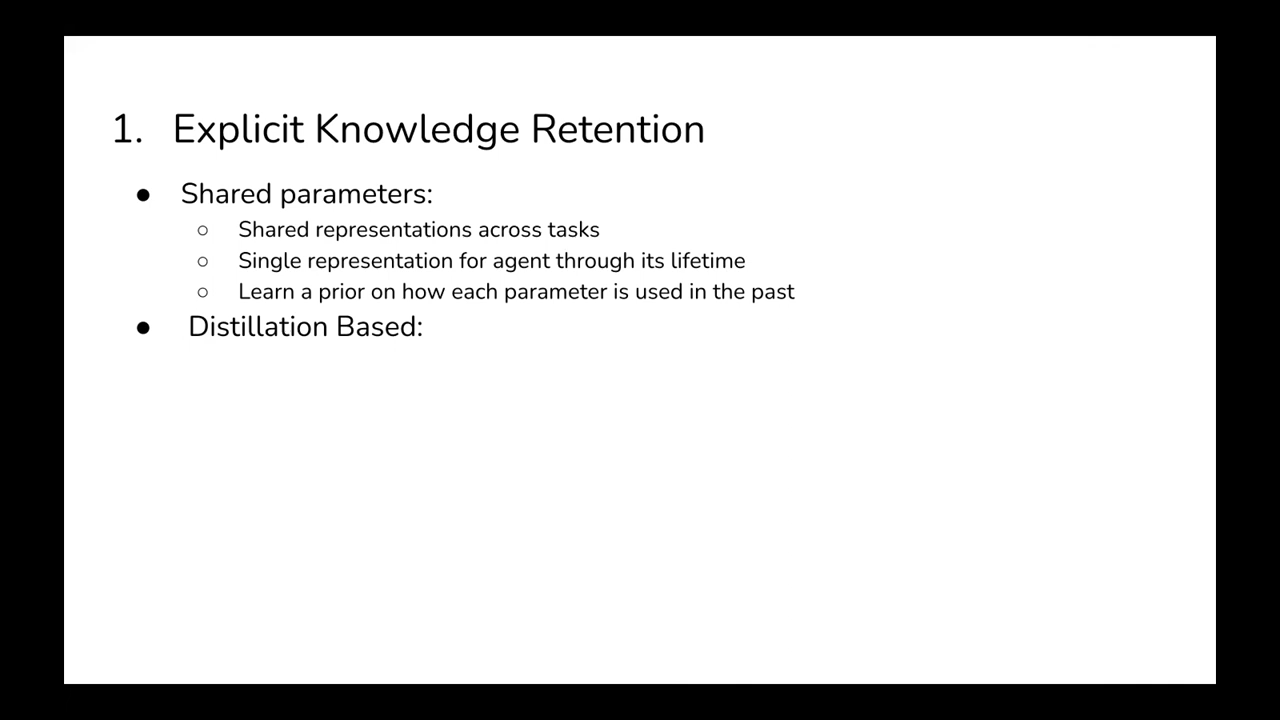 1. Explicit Knowledge Retention
● Shared parameters:
○ Shared representations across tasks
○ Single representation for agent through its lifetime
○ Learn a prior on how each parameter is used in the past
● Distillation Based: